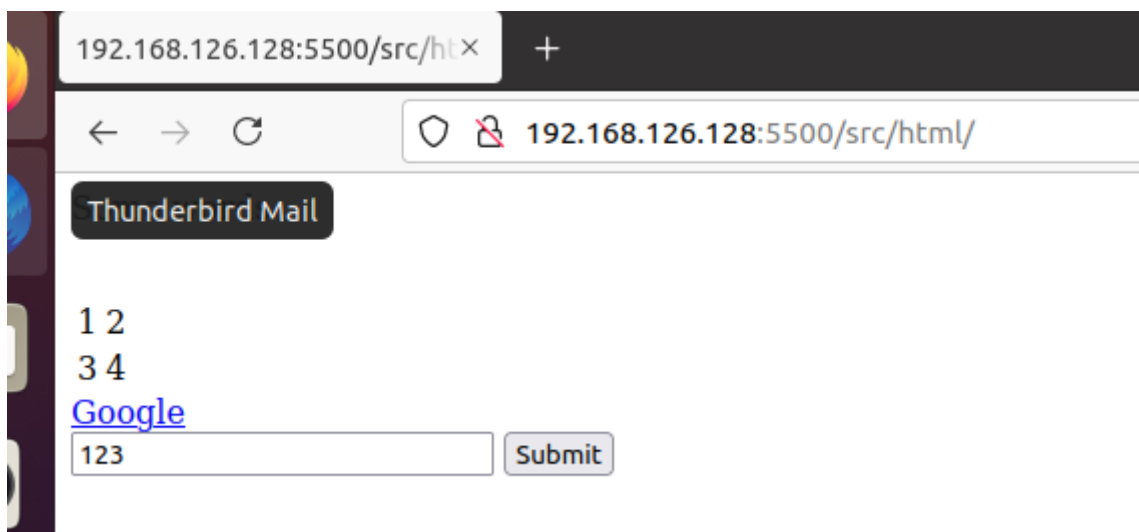 192.168.126.128:5500/src/ht
192.168.126.128:5500/src/html/
Thunderbird Mail
1 2
3 4
Google
123
Submit